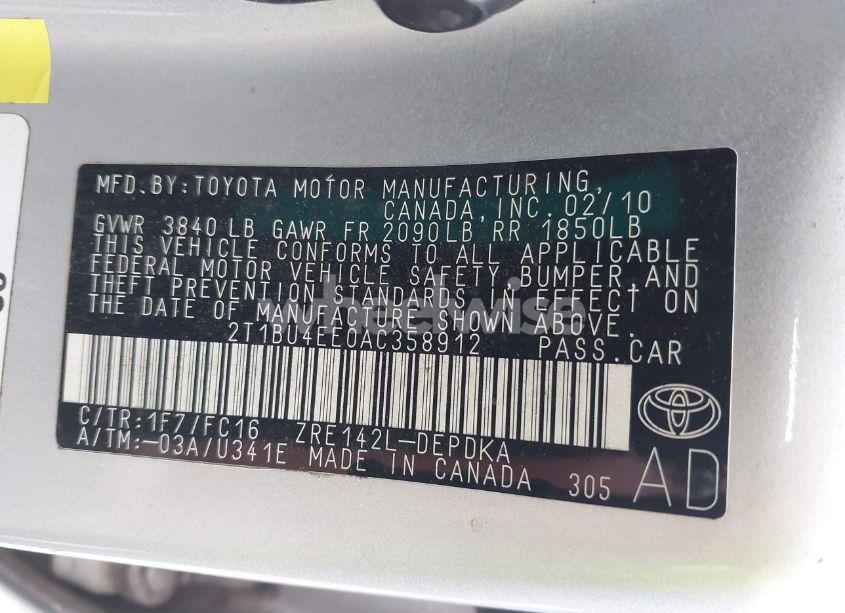 MFD. BY: TOYOTA MOTOR MANUFACTURING,
CANADA, INC. 02/10
GVWR 3840 LB GAWR FR 2090LB RR 1850LB
THIS VEHICLE CONFORMS TO ALL APPLICABLE
FEDERAL MOTOR VEHICLE SAFETY, BUMPER, AND
THEFT PREVENTION STANDARDS IN EFFECT ON
THE DATE OF MANUFACTURE SHOWN ABOVE.
wheelwise
2T1BU4EE0AC358912 PASS. CAR
C/TR: 1F7/FC16 ZRE142L-DEPDKA
A/TM: -03A/U341E MADE IN CANADA 305
AD